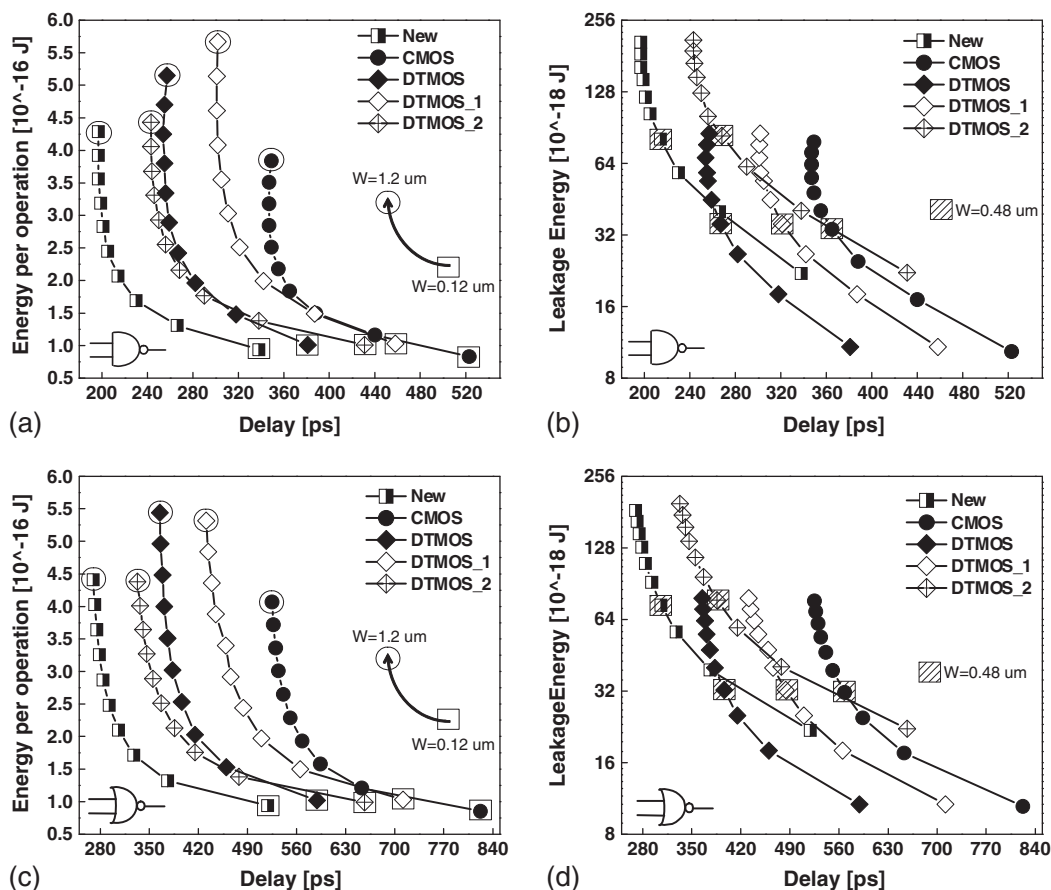 Energy per operation [10^-16 J]
6.0
5.5
5.0
4.5
4.0
3.5
3.0
2.5
2.0
1.5
1.0
0.5
New
CMOS
DTMOS
DTMOS_1
DTMOS_2
W=1.2 um
W=0.12 um
200 240 280 320 360 400 440 480 520
Delay [ps]
(a)
Leakage Energy [10^-18 J]
256
128
64
32
16
8
New
CMOS
DTMOS
DTMOS_1
DTMOS_2
W=0.48 um
200 240 280 320 360 400 440 480 520
Delay [ps]
(b)
Energy per operation [10^-16 J]
6.0
5.5
5.0
4.5
4.0
3.5
3.0
2.5
2.0
1.5
1.0
0.5
New
CMOS
DTMOS
DTMOS_1
DTMOS_2
W=1.2 um
W=0.12 um
280 350 420 490 560 630 700 770 840
Delay [ps]
(c)
LeakageEnergy [10^-18 J]
256
128
64
32
16
8
New
CMOS
DTMOS
DTMOS_1
DTMOS_2
W=0.48 um
280 350 420 490 560 630 700 770 840
Delay [ps]
(d)